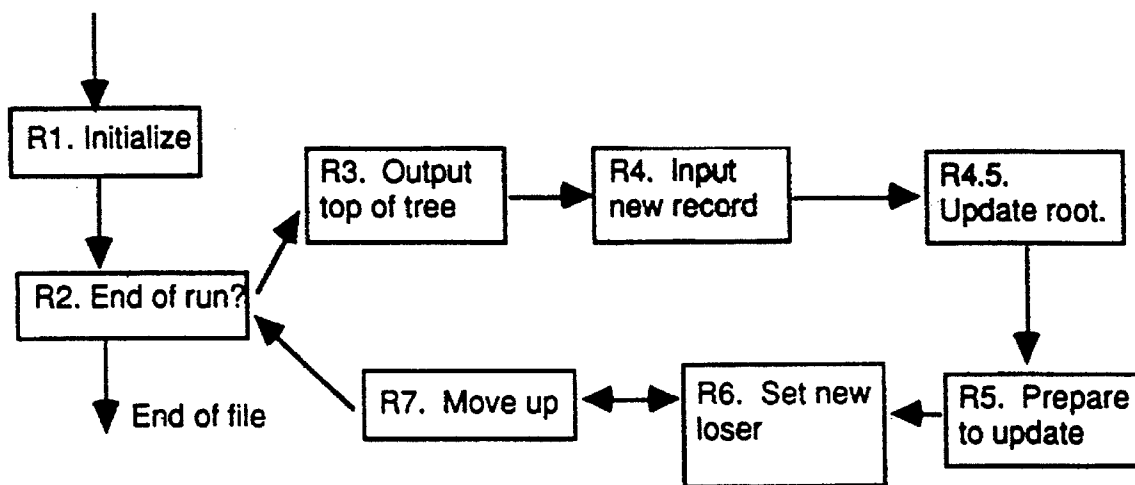 R1. Initialize
R2. End of run?
End of file
R3. Output
top of tree
R4. Input
new record
R4.5.
Update root.
R5. Prepare
to update
R6. Set new
loser
R7. Move up